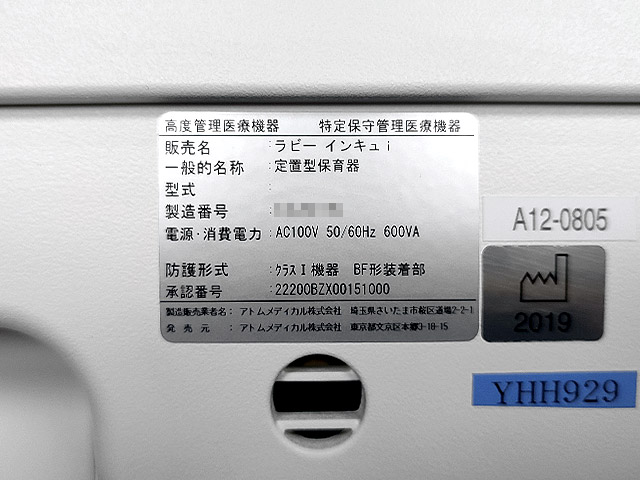 高度管理医療機器 特定保守管理医療機器
販売名 :ラビー インキュi
一般的名称 :定置型保育器
型式 :
製造番号 :
電源・消費電力 :AC100V 50/60Hz 600VA
防護形式 :クラスⅠ機器 BF形装着部
承認番号 :22200BZX00151000
製造販売業者名:アトムメディカル株式会社 埼玉県さいたま市桜区道場2-2-1
発売元 :アトムメディカル株式会社 東京都文京区本郷3-18-15
A12-0805
2019
YHH929